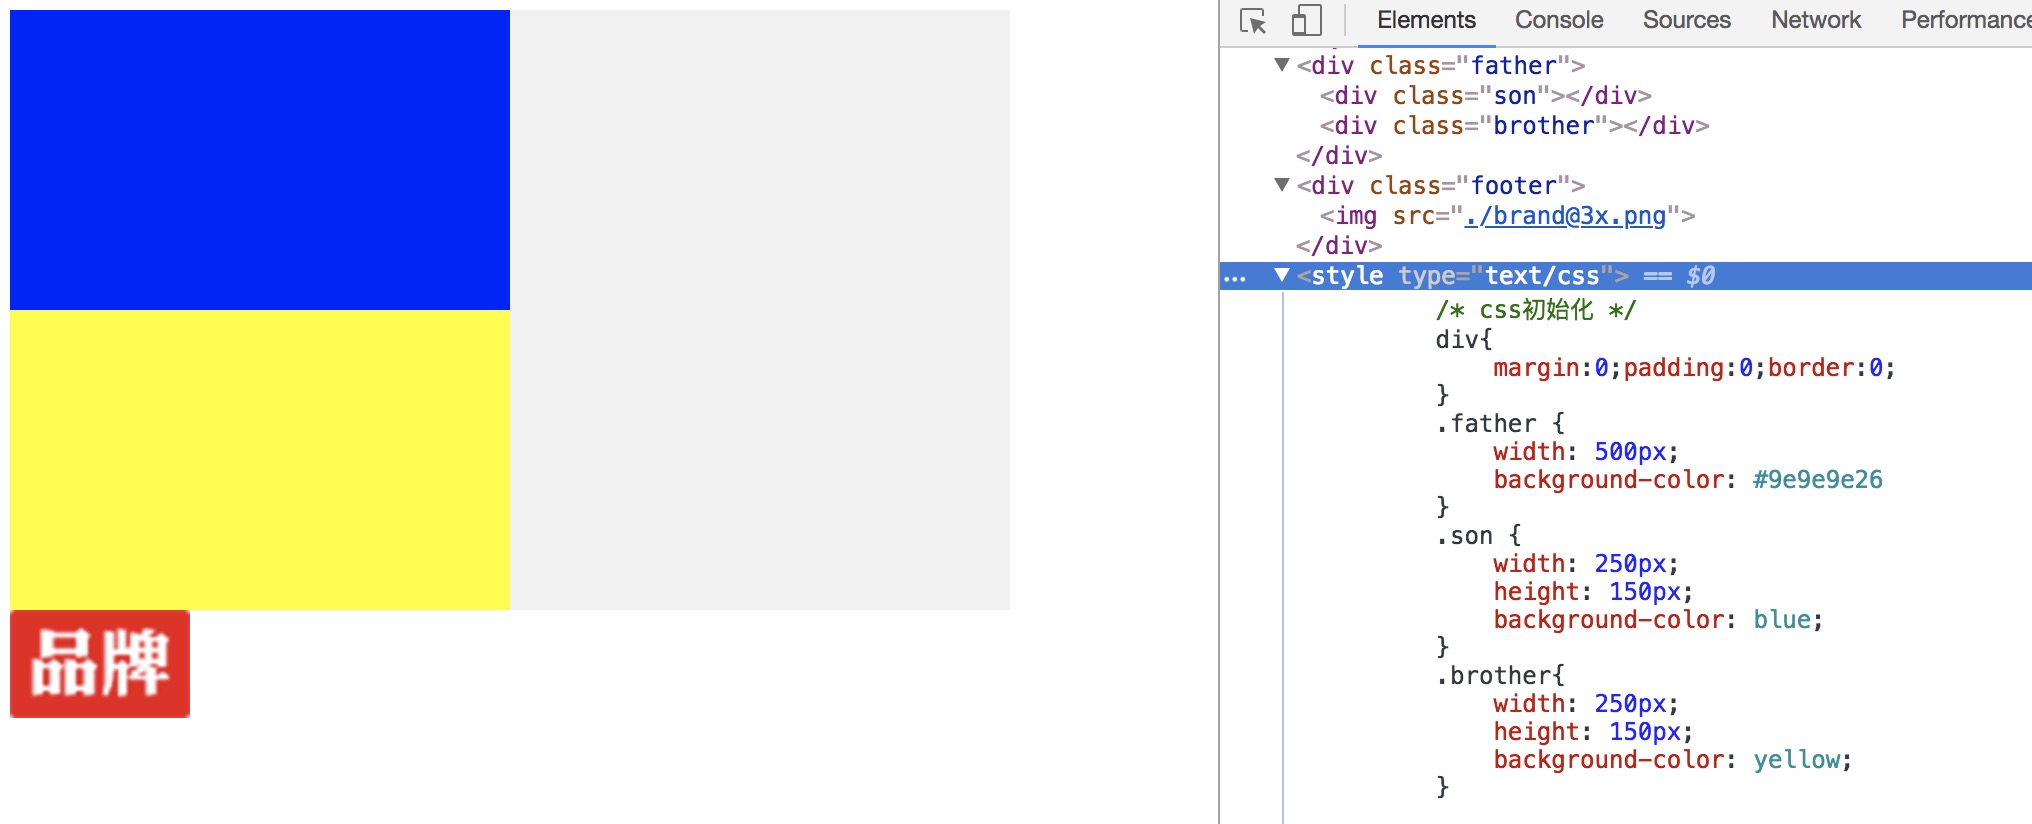 品牌
Elements Console Sources Network Performance
<div class="father">
<div class="son"></div>
<div class="brother"></div>
</div>
<div class="footer">
<img src="./brand@3x.png">
</div>
… <style type="text/css"> == $0
/* css初始化 */
div{
margin:0;padding:0;border:0;
}
.father {
width: 500px;
background-color: #9e9e9e26
}
.son {
width: 250px;
height: 150px;
background-color: blue;
}
.brother{
width: 250px;
height: 150px;
background-color: yellow;
}